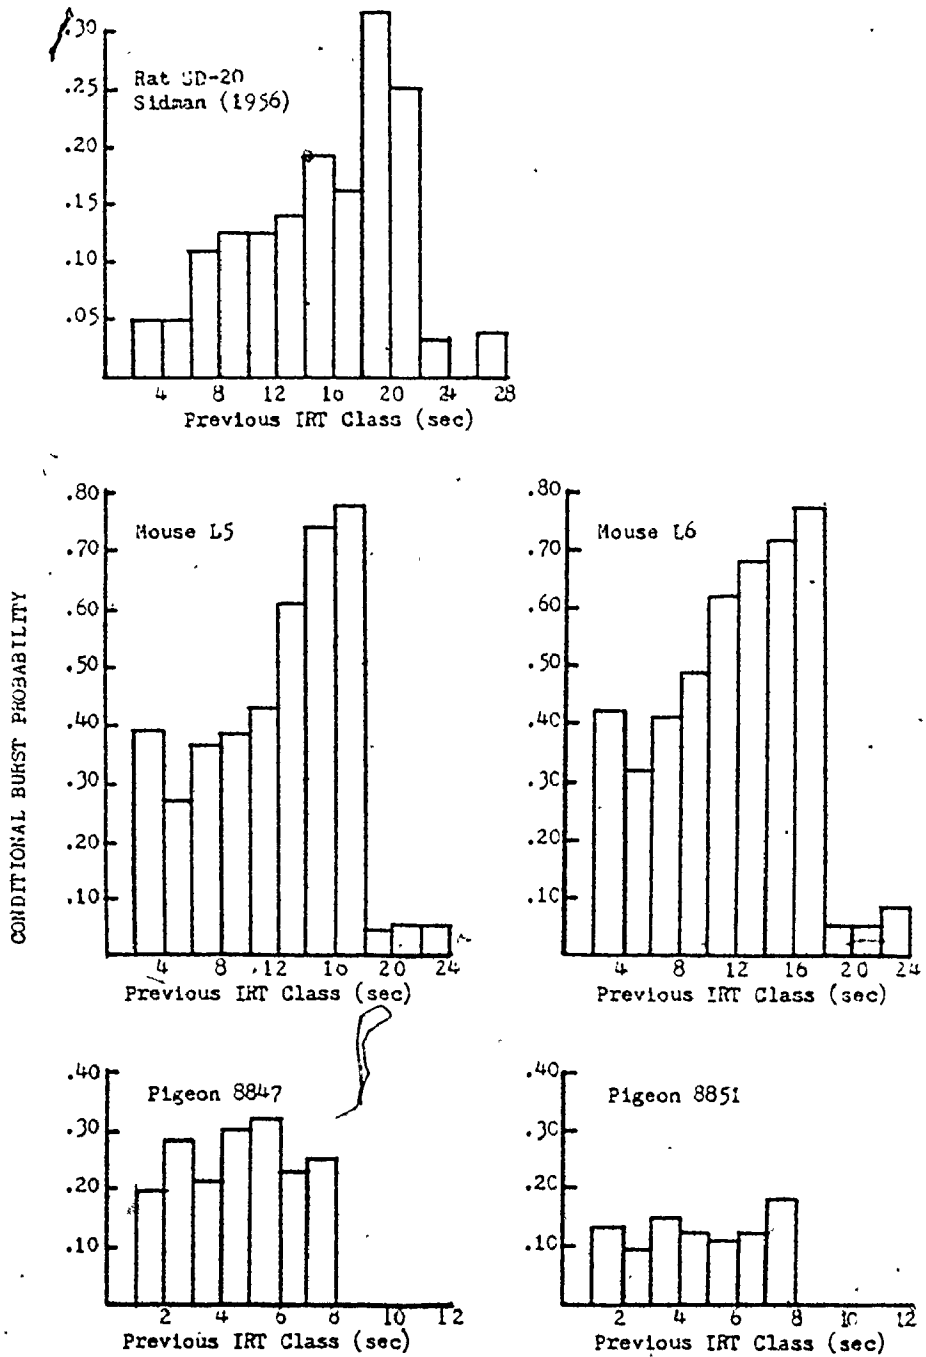 .30
Rat SD-20
.25
Sidman (1956)
.20
.15
.10
.05
4 8 12 16 20 24 28
Previous IRT Class (sec)
CONDITIONAL BURST PROBABILITY
.80
Mouse L5
.70
.60
.50
.40
.30
.20
.10
4 8 12 16 20 24
Previous IRT Class (sec)
.80
Mouse L6
.70
.60
.50
.40
.30
.20
.10
4 8 12 16 20 24
Previous IRT Class (sec)
.40
Pigeon 8847
.30
.20
.10
2 4 6 8 10 12
Previous IRT Class (sec)
.40
Pigeon 8851
.30
.20
.10
2 4 6 8 10 12
Previous IRT Class (sec)